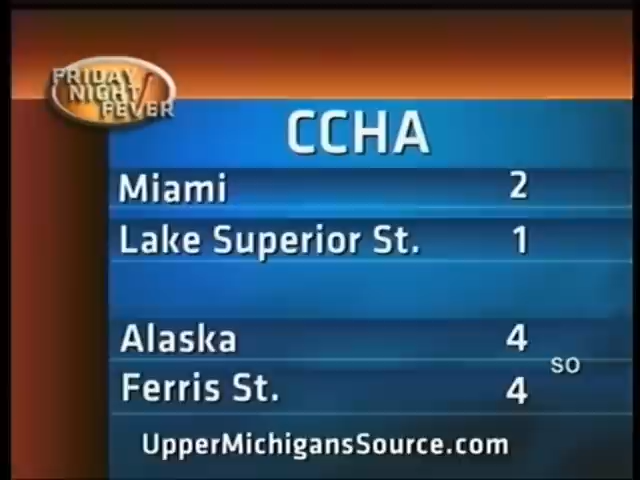 FRIDAY
NIGHT
FEVER
CCHA
Miami 2
Lake Superior St. 1
Alaska 4
SO
Ferris St. 4
UpperMichigansSource.com